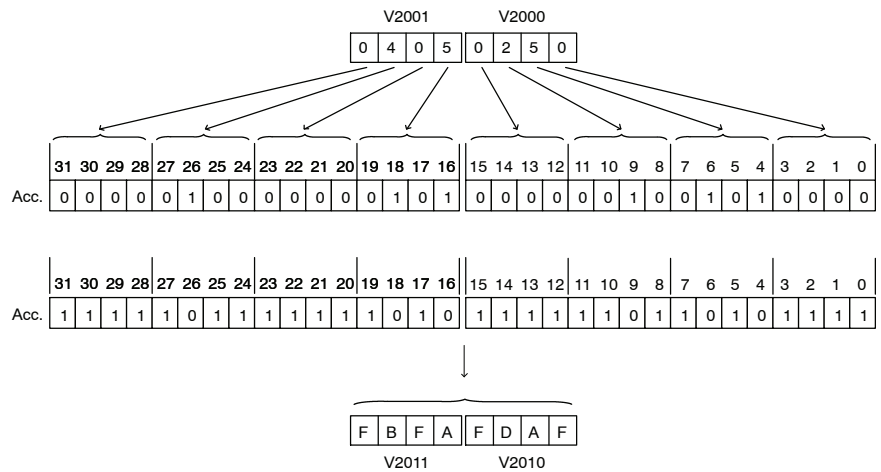 V2001 V2000
0 4 0 5 0 2 5 0
31 30 29 28 27 26 25 24 23 22 21 20 19 18 17 16 15 14 13 12 11 10 9 8 7 6 5 4 3 2 1 0
Acc. 0 0 0 0 0 1 0 0 0 0 0 0 0 1 0 1 0 0 0 0 0 0 1 0 0 1 0 1 0 0 0 0
31 30 29 28 27 26 25 24 23 22 21 20 19 18 17 16 15 14 13 12 11 10 9 8 7 6 5 4 3 2 1 0
Acc. 1 1 1 1 1 0 1 1 1 1 1 1 1 0 1 0 1 1 1 1 1 1 0 1 1 0 1 0 1 1 1 1
F B F A F D A F
V2011 V2010